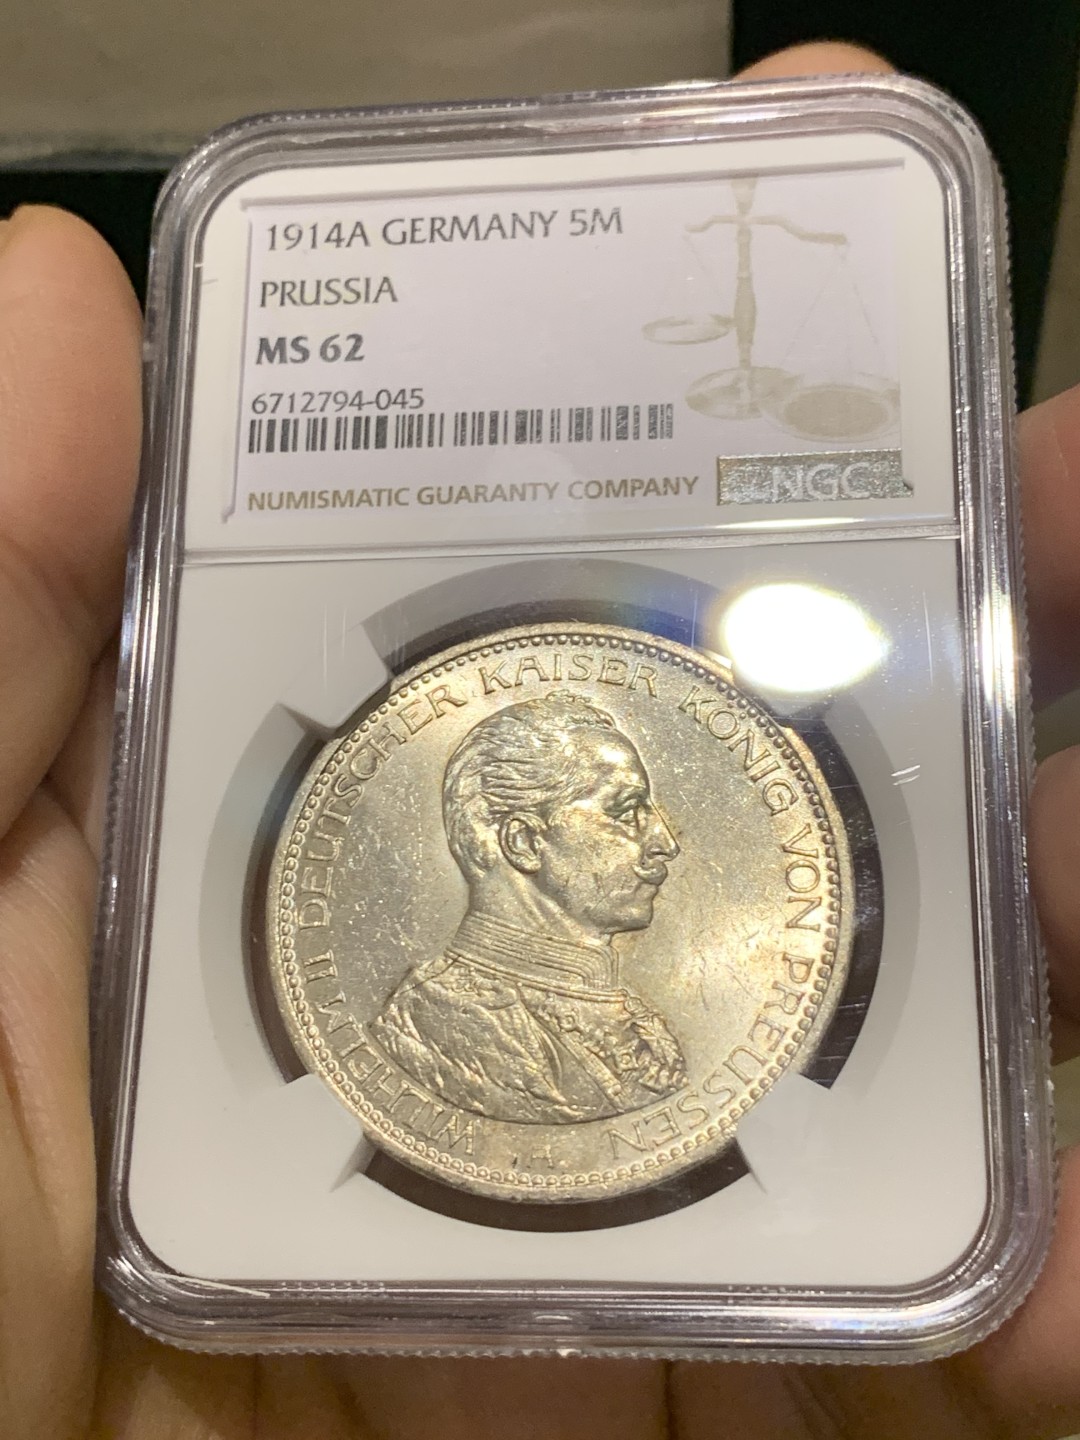 1914A GERMANY 5M
PRUSSIA
MS 62
6712794-045
NUMISMATIC GUARANTY COMPANY
NGC
WILHELM II DEUTSCHER KAISER KÖNIG VON PREUSSEN
A